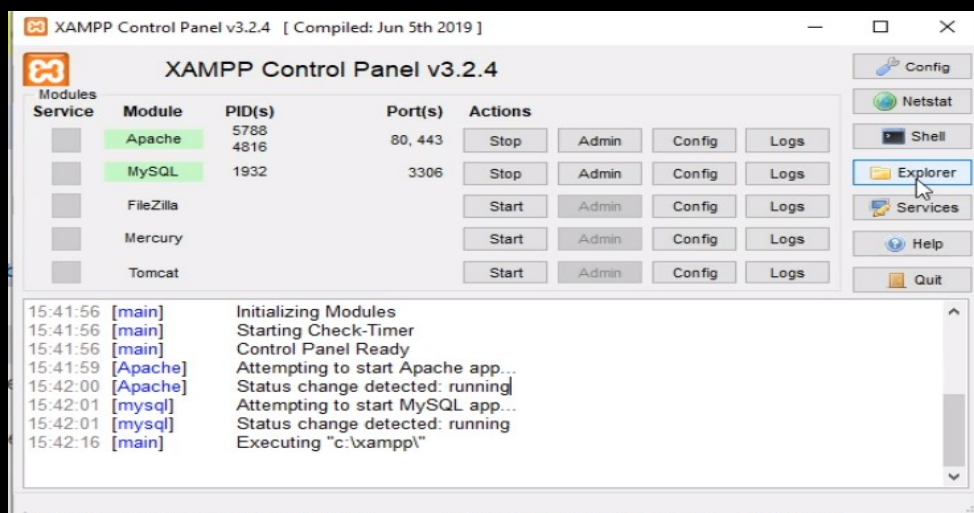 XAMPP Control Panel v3.2.4 [ Compiled: Jun 5th 2019 ]
XAMPP Control Panel v3.2.4
Config
Modules
Service Module PID(s) Port(s) Actions
Netstat
Apache 5788 4816 80, 443 Stop Admin Config Logs
Shell
MySQL 1932 3306 Stop Admin Config Logs
Explorer
FileZilla Start Admin Config Logs
Services
Mercury Start Admin Config Logs
Help
Tomcat Start Admin Config Logs
Quit
15:41:56 [main] Initializing Modules
15:41:56 [main] Starting Check-Timer
15:41:56 [main] Control Panel Ready
15:41:59 [Apache] Attempting to start Apache app...
15:42:00 [Apache] Status change detected: running
15:42:01 [mysql] Attempting to start MySQL app...
15:42:01 [mysql] Status change detected: running
15:42:16 [main] Executing "c:\xampp\"